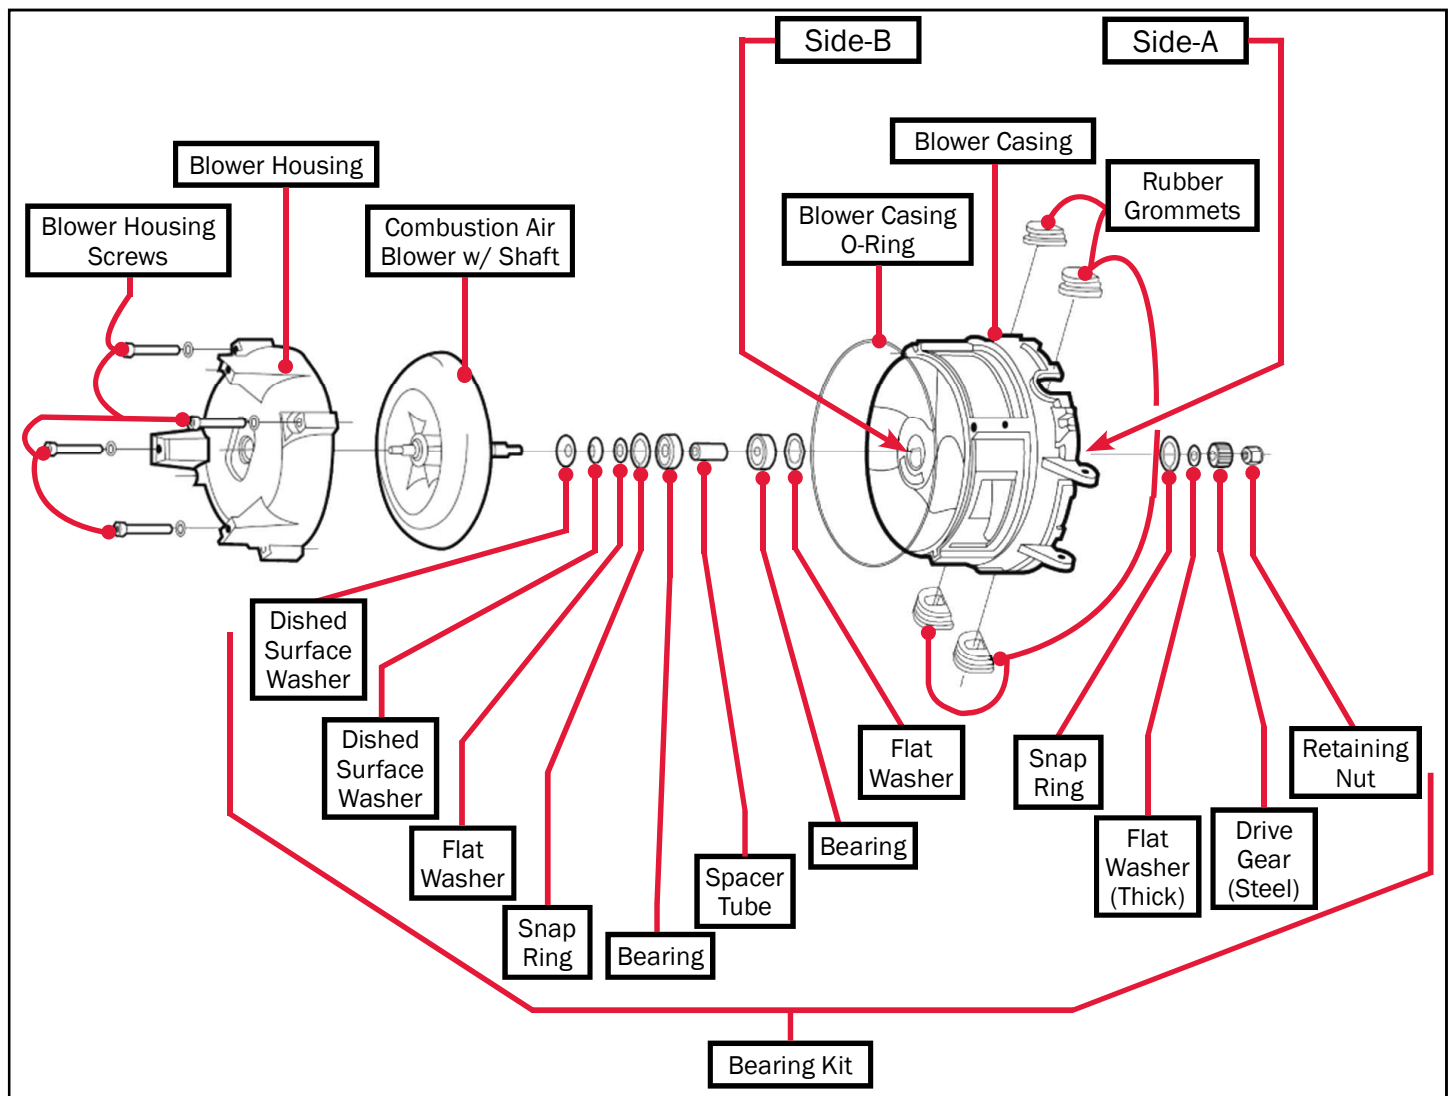 Side-B
Side-A
Blower Casing
Blower Housing
Rubber
Grommets
Blower Housing
Screws
Combustion Air
Blower w/ Shaft
Blower Casing
O-Ring
Dished
Surface
Washer
Dished
Surface
Washer
Flat
Washer
Snap
Ring
Bearing
Spacer
Tube
Bearing
Flat
Washer
Snap
Ring
Flat
Washer
(Thick)
Drive
Gear
(Steel)
Retaining
Nut
Bearing Kit